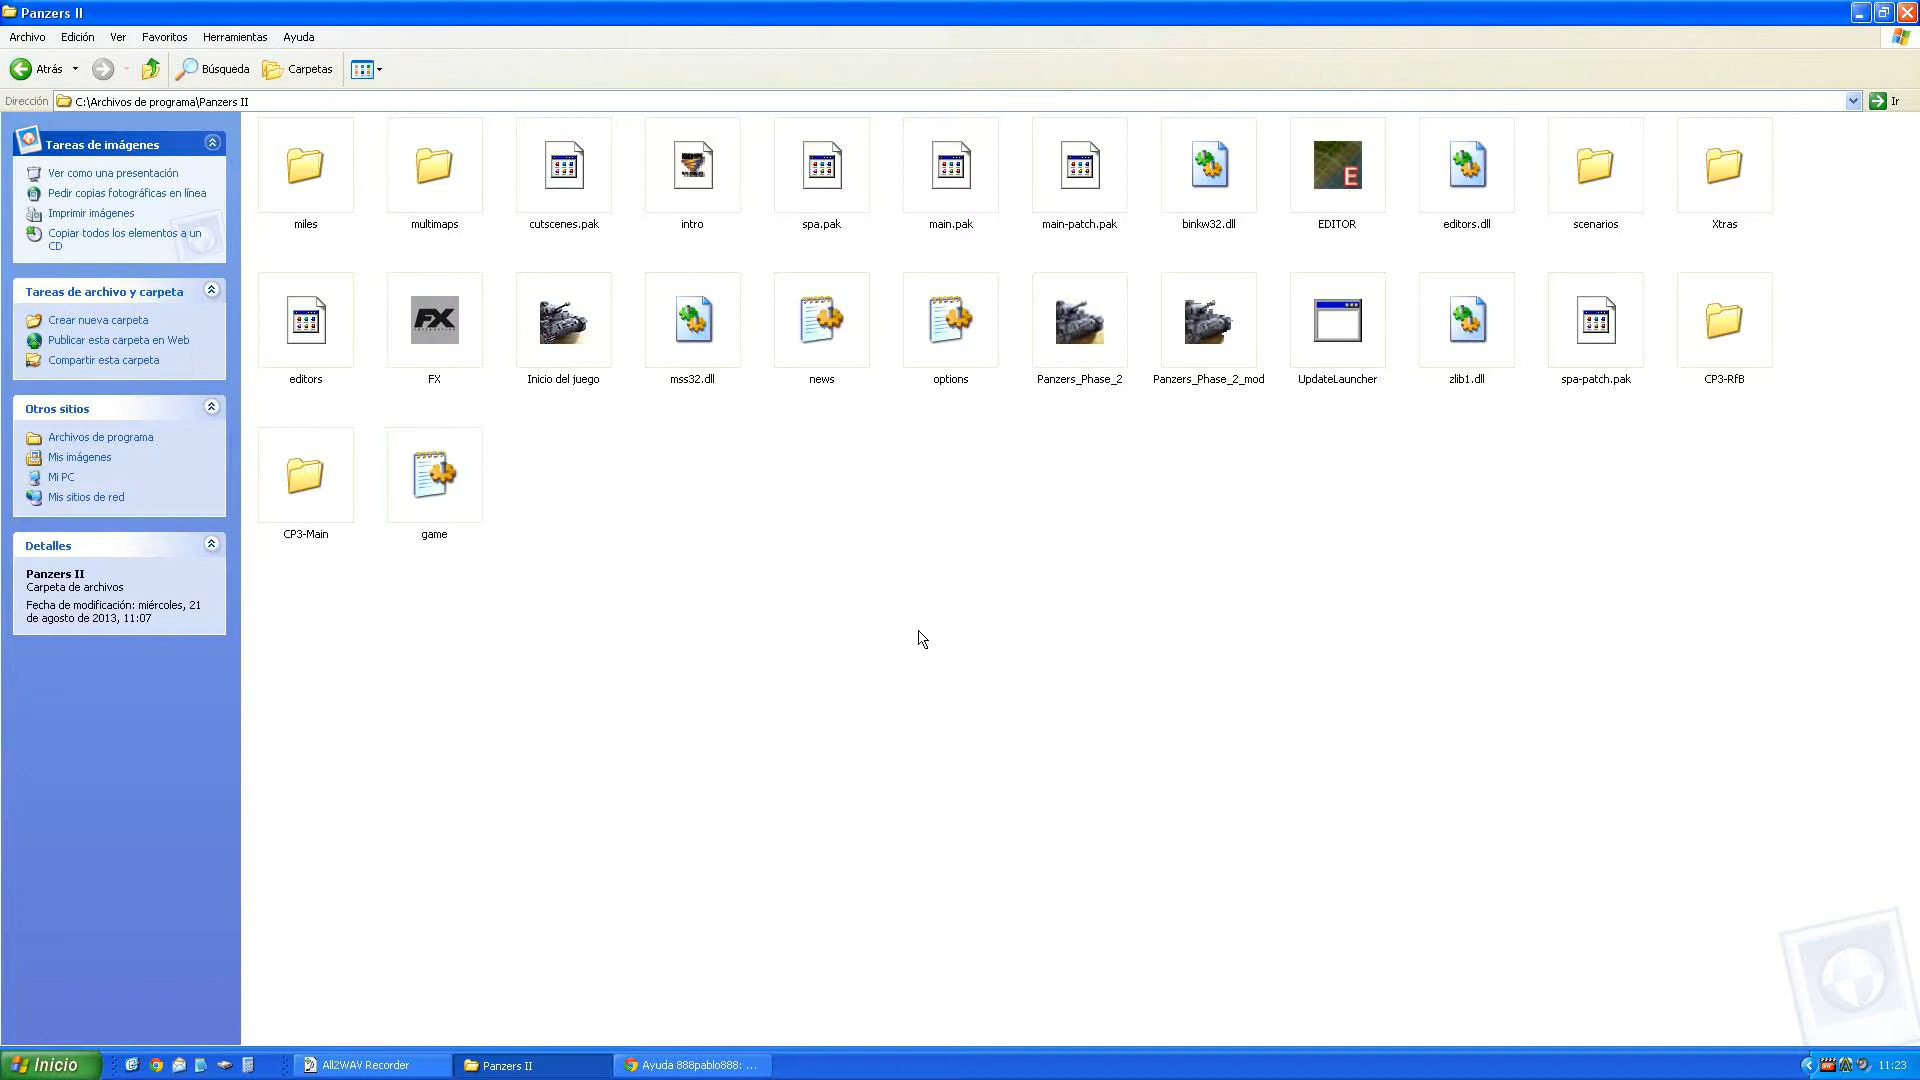 Panzers II
Archivo Edición Ver Favoritos Herramientas Ayuda
Atrás Búsqueda Carpetas
Dirección C:\Archivos de programa\Panzers II Ir
Tareas de imágenes
Ver como una presentación
Pedir copias fotográficas en línea
Imprimir imágenes
Copiar todos los elementos a un
CD
Tareas de archivo y carpeta
Crear nueva carpeta
Publicar esta carpeta en Web
Compartir esta carpeta
Otros sitios
Archivos de programa
Mis imágenes
Mi PC
Mis sitios de red
Detalles
Panzers II
Carpeta de archivos
Fecha de modificación: miércoles, 21
de agosto de 2013, 11:07
E
miles multimaps cutscenes.pak intro spa.pak main.pak main-patch.pak binkw32.dll EDITOR editors.dll scenarios Xtras
FX
editors FX Inicio del juego mss32.dll news options Panzers_Phase_2 Panzers_Phase_2_mod UpdateLauncher zlib1.dll spa-patch.pak CP3-RfB
CP3-Main game
Inicio All2WAV Recorder Panzers II Ayuda 888pablo888: ... 11:23